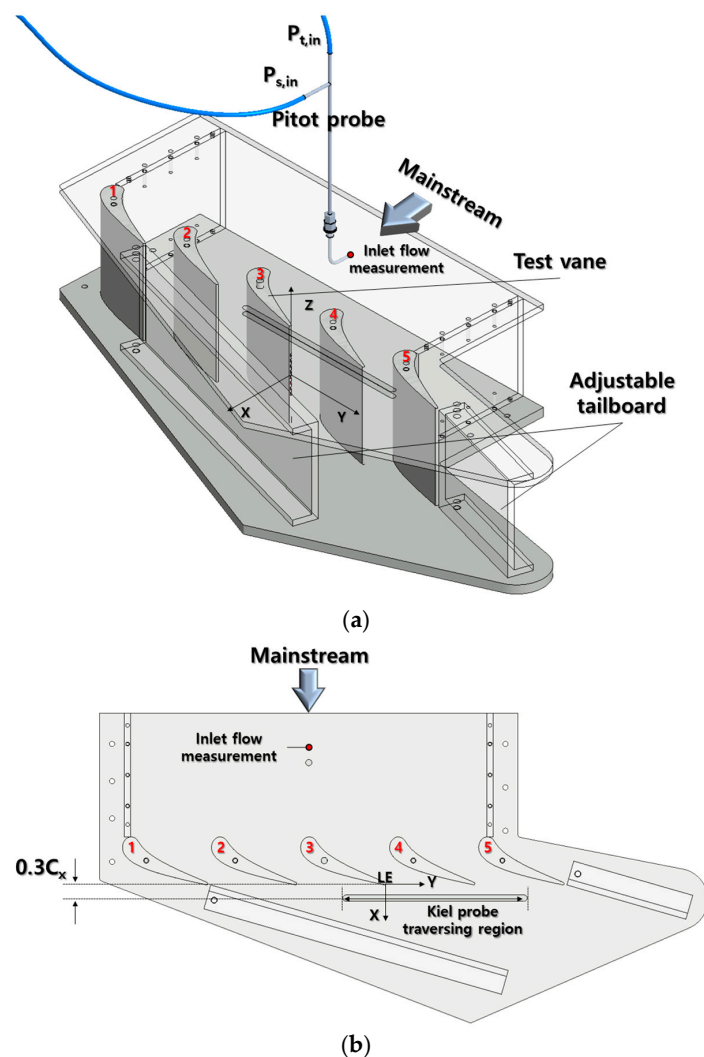 P_t,in
P_s,in
Pitot probe
Mainstream
1
Inlet flow
measurement
2
Test vane
3
Z
4
5
Adjustable
tailboard
X
Y
(a)
Mainstream
Inlet flow
measurement
1
2
3
4
5
0.3C_x
LE
Y
X
Kiel probe
traversing region
(b)